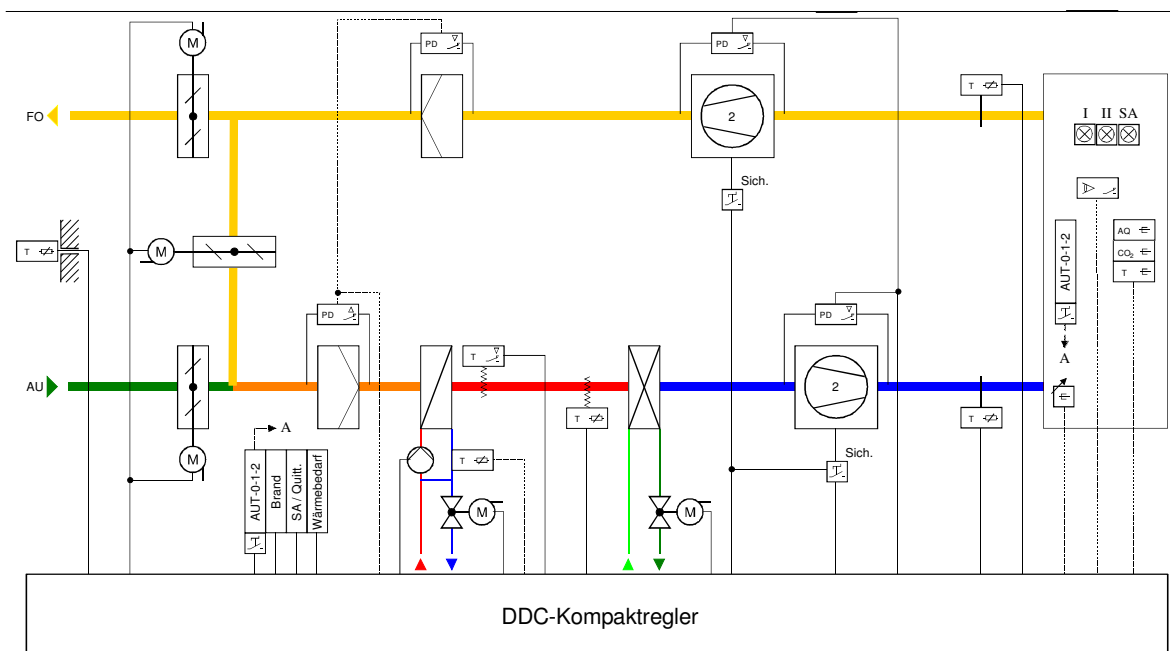 M
PD
PD
T
FO
2
I II SA
Sich.
T
M
AUT-0-1-2
AQ
CO₂
T
PD
PD
T
A
AU
2
T
T
A
M
T
Sich.
AUT-0-1-2
Brand
SA / Quitt.
Wärmebedarf
M
M
DDC-Kompaktregler